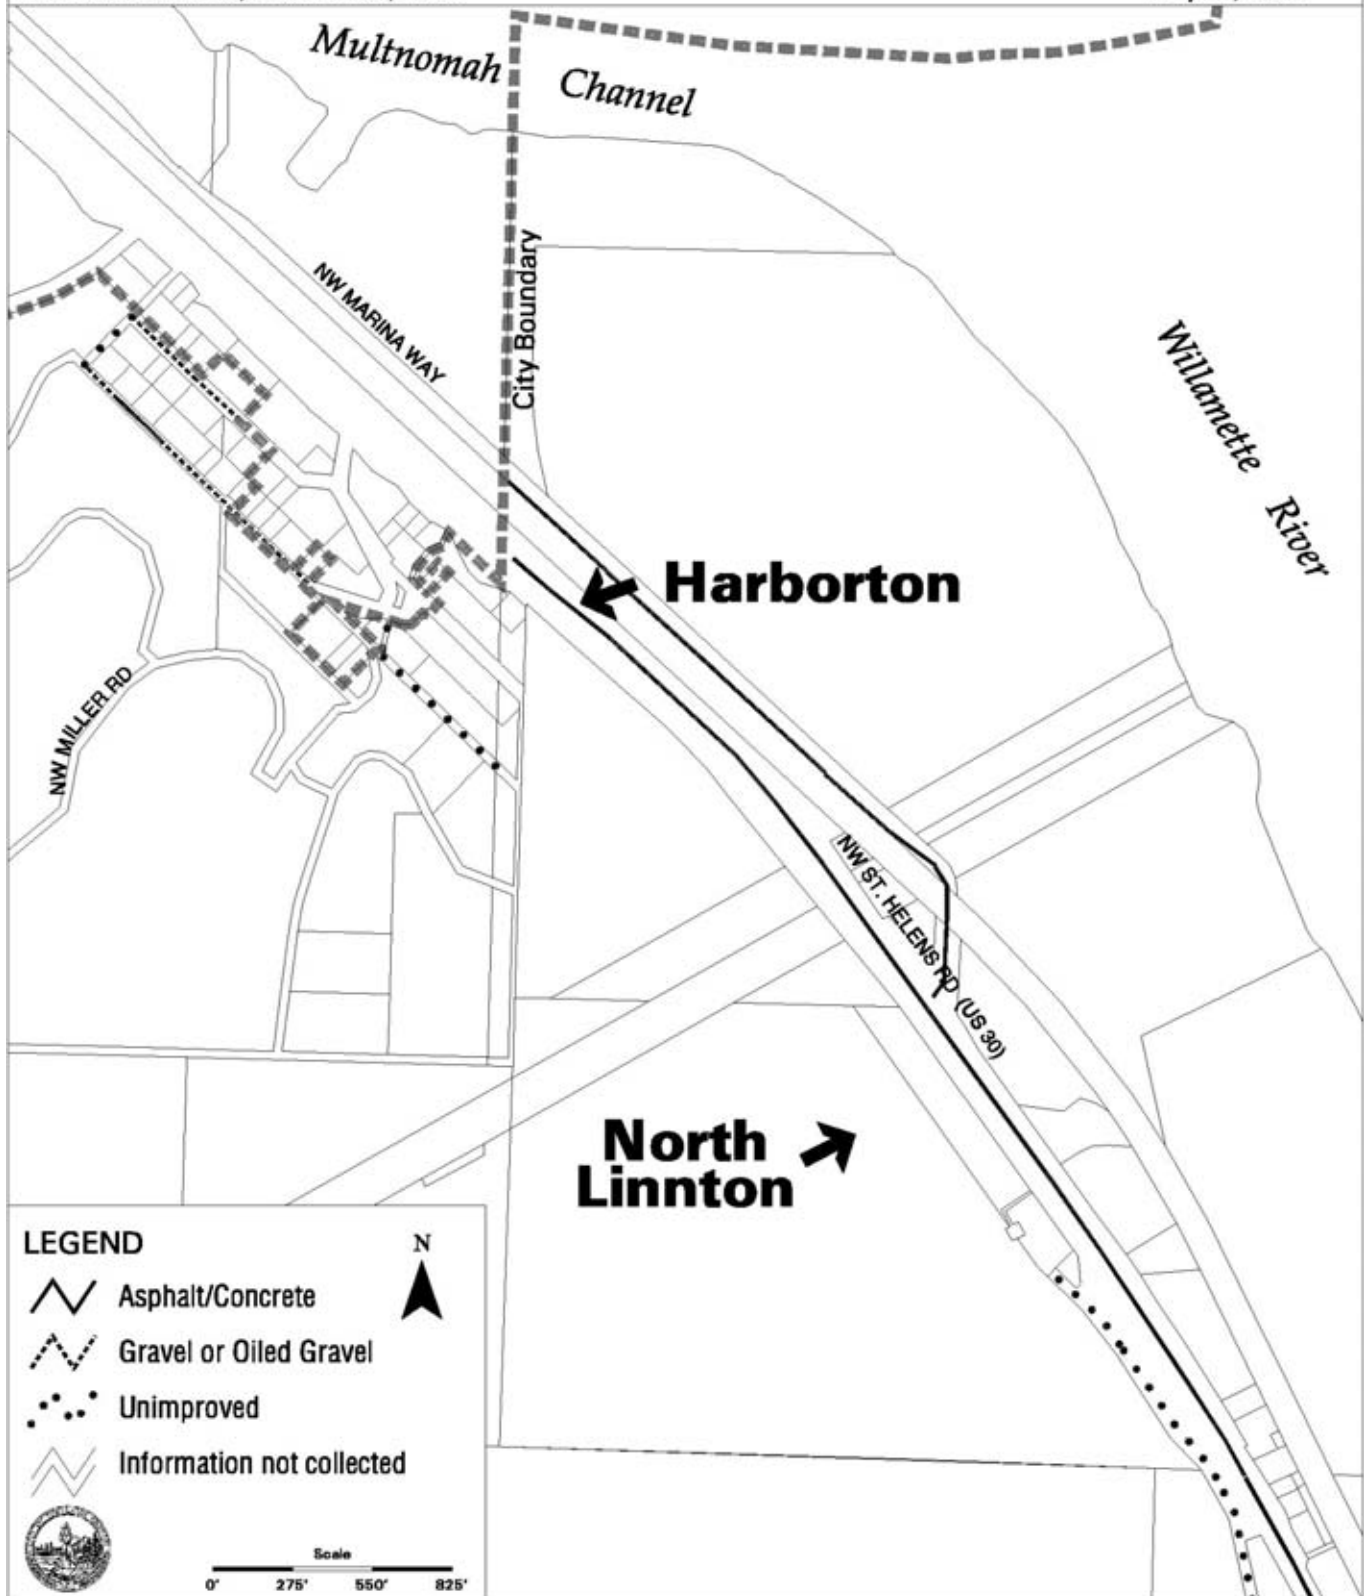 Multnomah
Channel
NW MARINA WAY
City Boundary
Willamette
River
Harborton
NW MILLER RD
NW ST. HELENS RD (US 30)
North
Linnton
LEGEND
N
Asphalt/Concrete
Gravel or Oiled Gravel
Unimproved
Information not collected
Scale
0' 275' 550' 825'